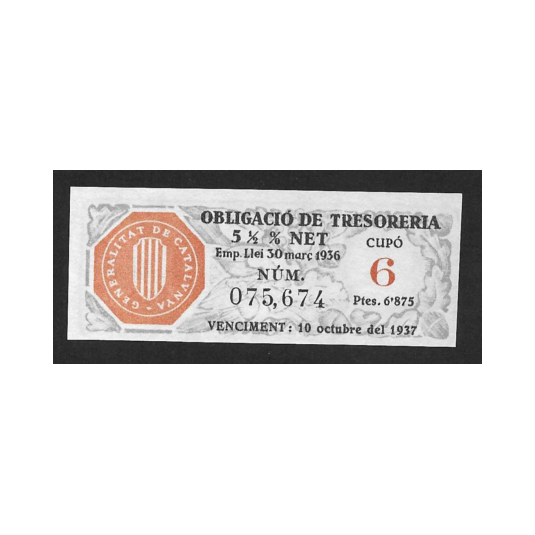 GENERALITAT DE CATALVNYA
OBLIGACIÓ DE TRESORERIA
5 ½ % NET
Emp. Llei 30 març 1936
NÚM.
075,674
CUPÓ
6
Ptes. 6'875
VENCIMENT: 10 octubre del 1937